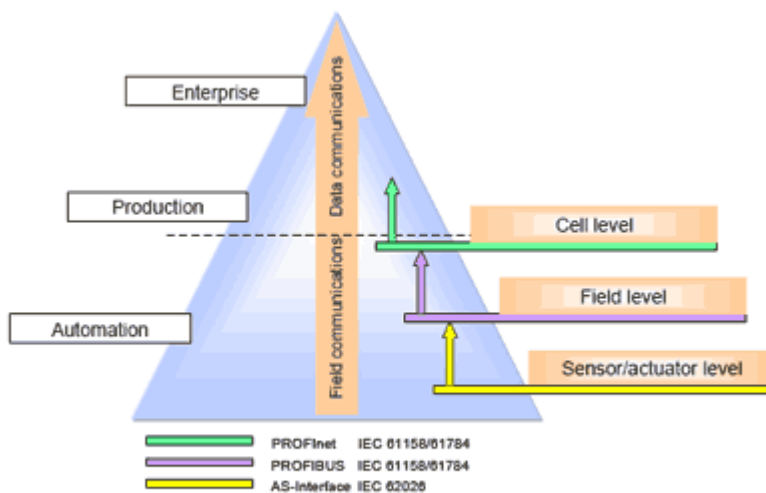 Enterprise
Data communications
Production
Cell level
Field level
Automation
Field communications
Sensor/actuator level
PROFInet IEC 61158/61784
PROFIBUS IEC 61158/61784
AS-Interface IEC 62026